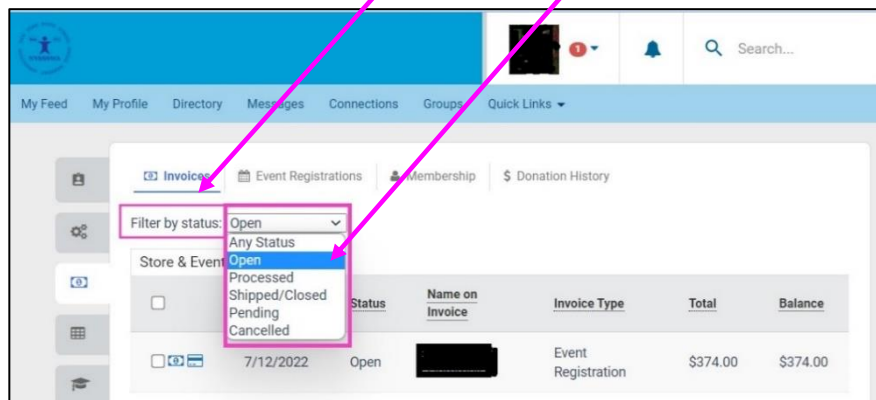 1
Search...
My Feed My Profile Directory Messages Connections Groups Quick Links
Invoices Event Registrations Membership $ Donation History
Filter by status: Open
Any Status
Open
Processed
Shipped/Closed
Pending
Cancelled
Store & Event
Status Name on Invoice Invoice Type Total Balance
7/12/2022 Open Event Registration $374.00 $374.00